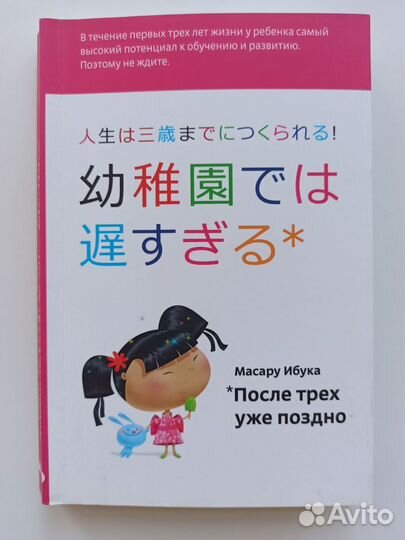 В течение первых трех лет жизни у ребенка самый
высокий потенциал к обучению и развитию.
Поэтому не ждите.
人生は三歳までにつくられる!
幼稚園では
遅すぎる*
Масару Ибука
*После трех
уже поздно
Avito